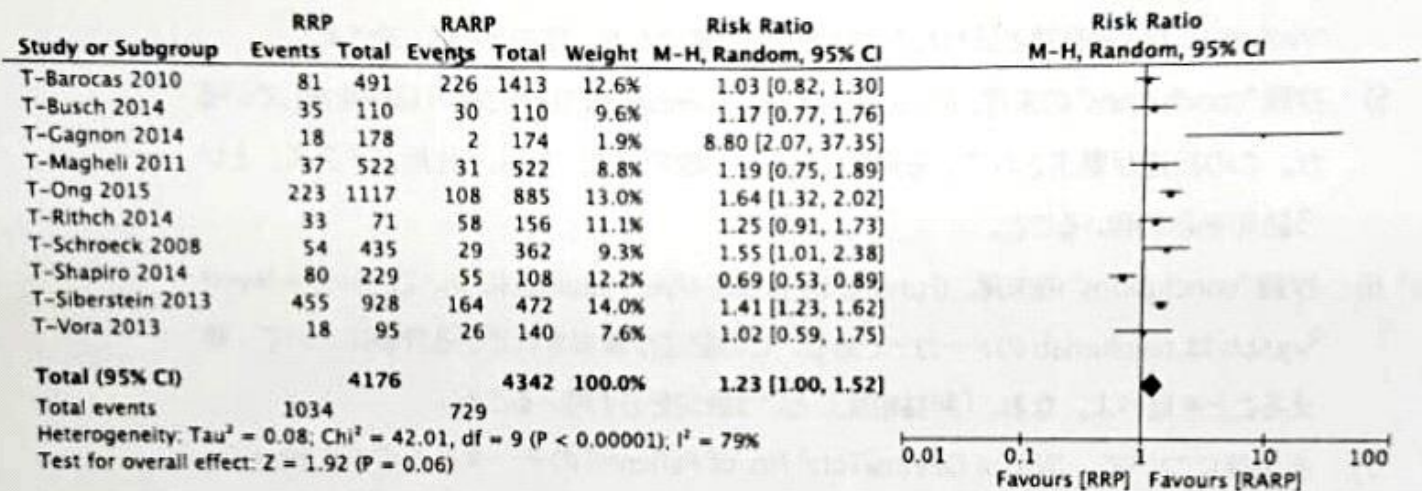 RRP RARP Risk Ratio Risk Ratio
Study or Subgroup Events Total Events Total Weight M-H, Random, 95% CI M-H, Random, 95% CI
T-Barocas 2010 81 491 226 1413 12.6% 1.03 [0.82, 1.30]
T-Busch 2014 35 110 30 110 9.6% 1.17 [0.77, 1.76]
T-Gagnon 2014 18 178 2 174 1.9% 8.80 [2.07, 37.35]
T-Magheli 2011 37 522 31 522 8.8% 1.19 [0.75, 1.89]
T-Ong 2015 223 1117 108 885 13.0% 1.64 [1.32, 2.02]
T-Rithch 2014 33 71 58 156 11.1% 1.25 [0.91, 1.73]
T-Schroeck 2008 54 435 29 362 9.3% 1.55 [1.01, 2.38]
T-Shapiro 2014 80 229 55 108 12.2% 0.69 [0.53, 0.89]
T-Siberstein 2013 455 928 164 472 14.0% 1.41 [1.23, 1.62]
T-Vora 2013 18 95 26 140 7.6% 1.02 [0.59, 1.75]
Total (95% CI) 4176 4342 100.0% 1.23 [1.00, 1.52]
Total events 1034 729
Heterogeneity: Tau² = 0.08; Chi² = 42.01, df = 9 (P < 0.00001); I² = 79%
Test for overall effect: Z = 1.92 (P = 0.06)
0.01 0.1 1 10 100
Favours [RRP] Favours [RARP]